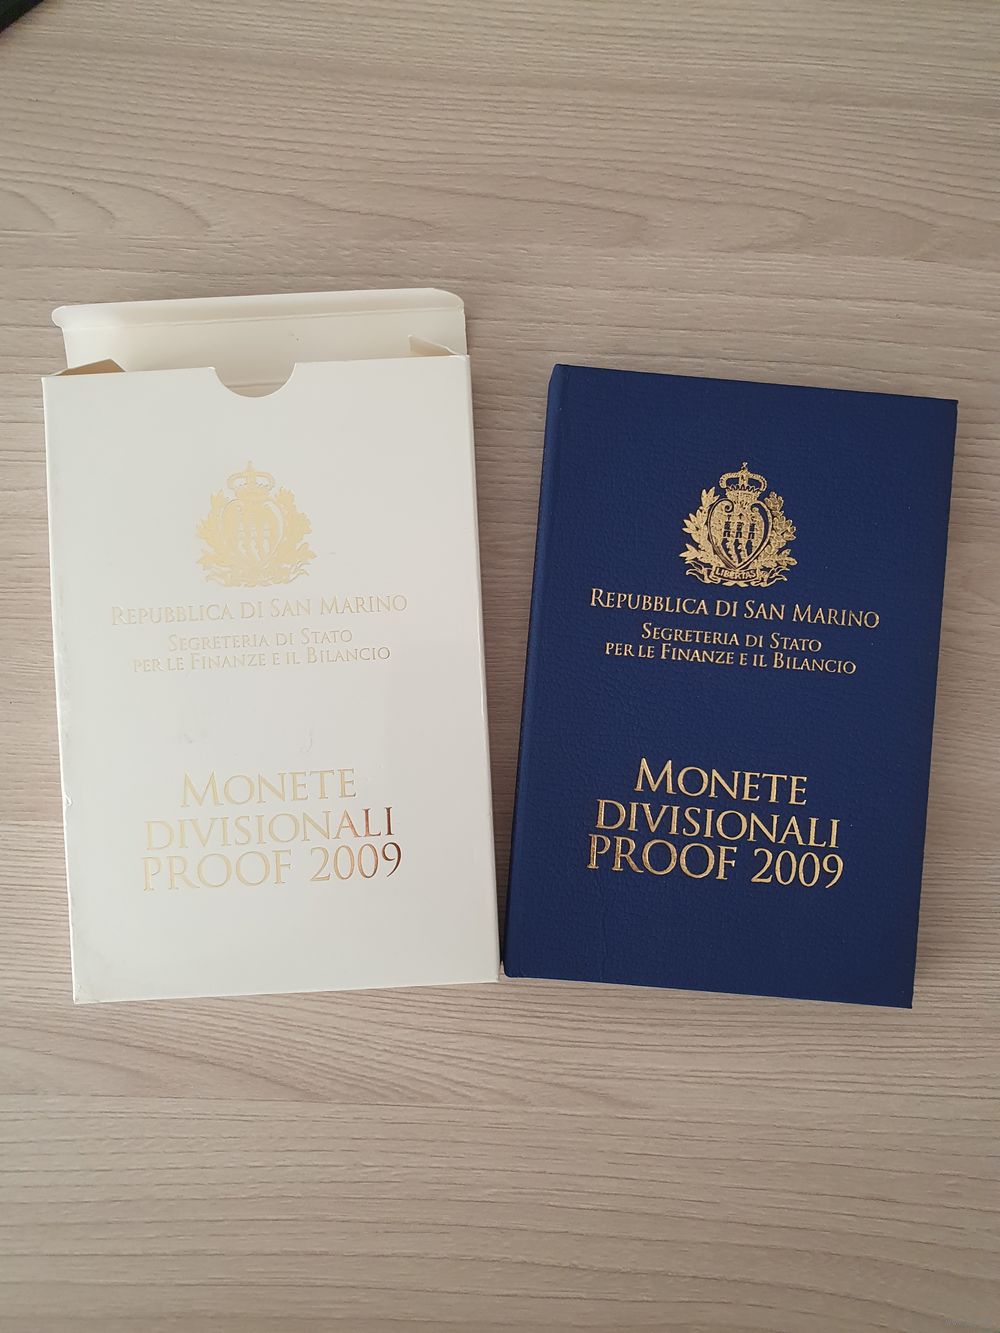 Repubblica di San Marino
Segreteria di Stato
per le Finanze e il Bilancio
Monete
divisionali
proof 2009
LIBERTAS
Repubblica di San Marino
Segreteria di Stato
per le Finanze e il Bilancio
Monete
divisionali
proof 2009